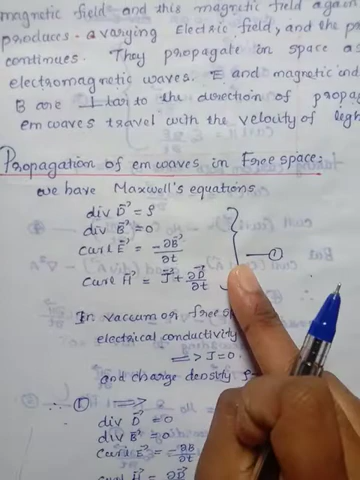 magnetic field and this magnetic field again
produces. a varying Electric field, and the
continues. They propagate in space as
electromagnetic waves. E and magnetic
B are ⊥lar to the direction of
em waves travel with the velocity of
Propagation of em waves in Free space:
we have Maxwell's equations
div D⃗ = ρ
div B⃗ = 0
curl E⃗ = -∂B⃗/∂t
curl H⃗ = J⃗ + ∂D⃗/∂t
—①
In vacuum or free
electrical conductivity
=> J=0.
and charge density
∴ ① =>
div D⃗ = 0
div B⃗ = 0
curl E⃗ = -∂B/∂t
curl H⃗ = ∂D⃗